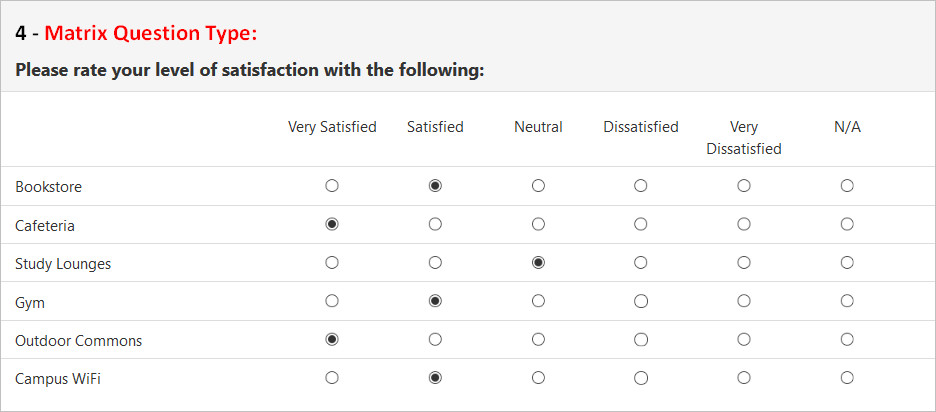 4 - Matrix Question Type:
Please rate your level of satisfaction with the following:
Very Satisfied Satisfied Neutral Dissatisfied Very Dissatisfied N/A
Bookstore
Cafeteria
Study Lounges
Gym
Outdoor Commons
Campus WiFi